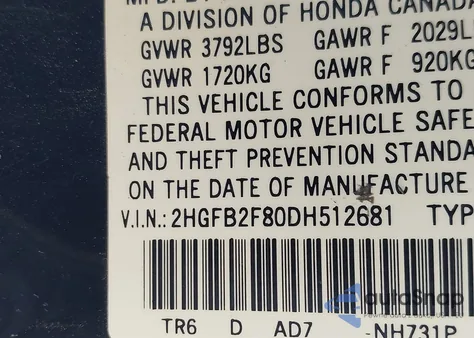 A DIVISION OF HONDA CANADA
GVWR 3792LBS GAWR F 2029L
GVWR 1720KG GAWR F 920KG
THIS VEHICLE CONFORMS TO
FEDERAL MOTOR VEHICLE SAFE
AND THEFT PREVENTION STANDA
ON THE DATE OF MANUFACTURE
V.I.N.: 2HGFB2F80DH512681 TYP
autoSnap
TR6 D AD7 -NH731P